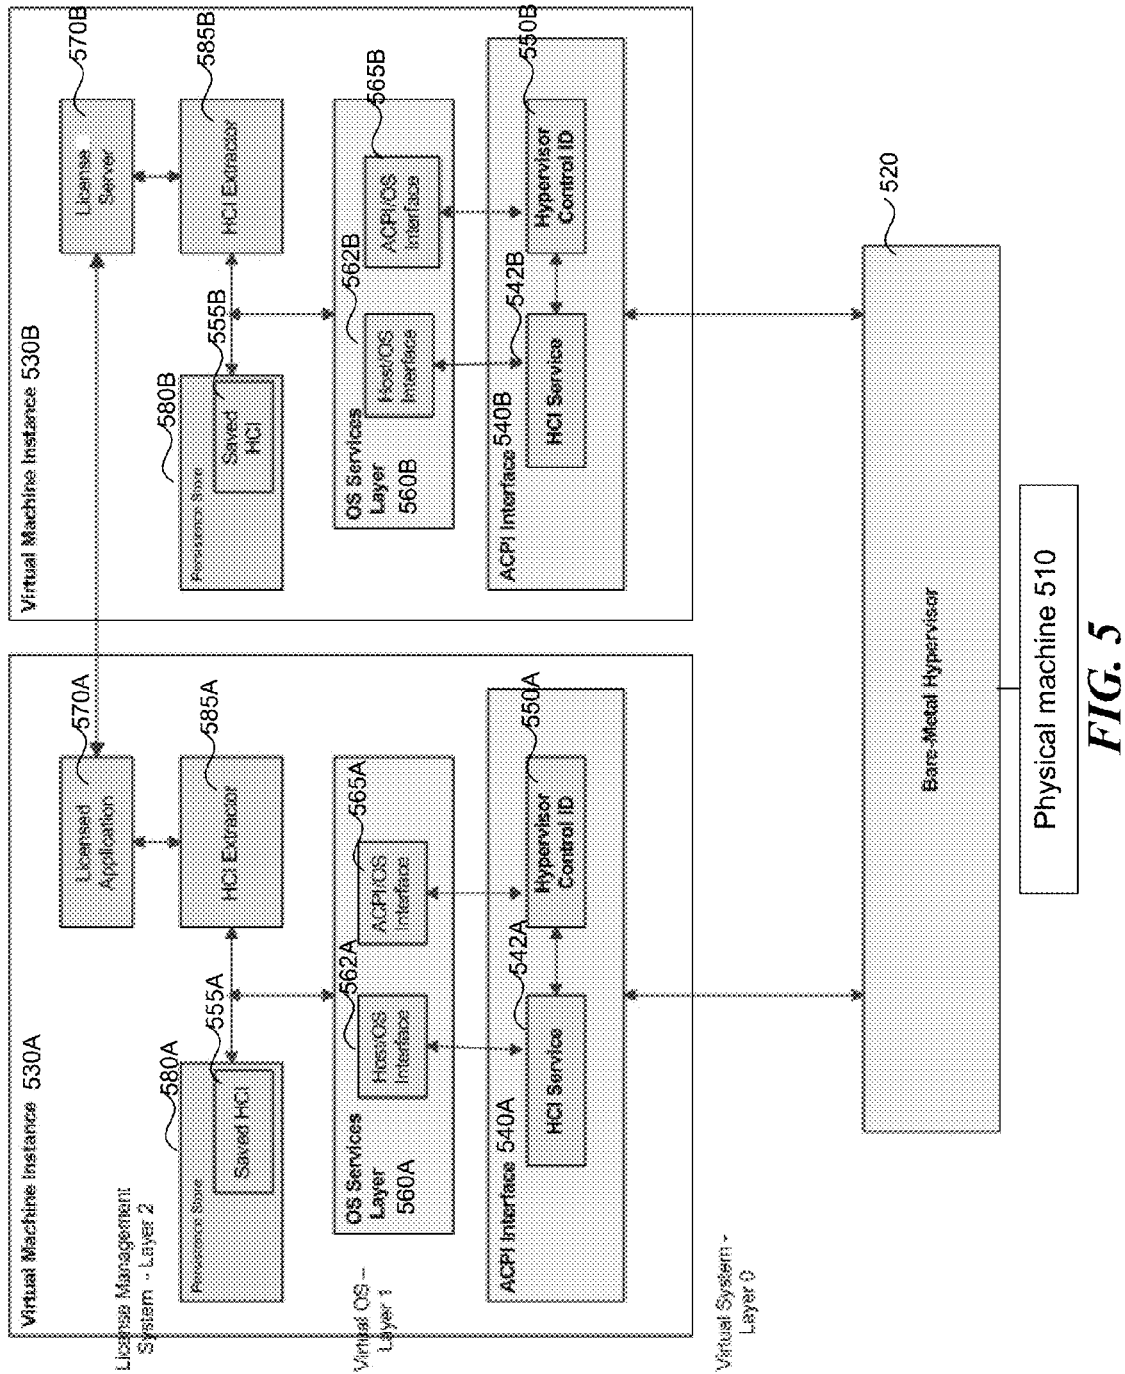 Virtual Machine Instance 530A
License Management
System - Layer 2
Licensed
Application
570A
HCI Extractor
585A
580A
Persistence Store
Saved HCI
555A
Virtual OS –
Layer 1
OS Services
Layer
560A
Host/OS
Interface
562A
ACPI/OS
Interface
565A
ACPI Interface 540A
HCI Service
542A
Hypervisor
Control ID
550A
Virtual System -
Layer 0
Virtual Machine Instance 530B
License
Server
570B
HCI Extractor
585B
580B
Persistence Store
Saved
HCI
555B
OS Services
Layer
560B
Host/OS
Interface
562B
ACPI/OS
Interface
565B
ACPI Interface 540B
HCI Service
542B
Hypervisor
Control ID
550B
Bare-Metal Hypervisor
520
Physical machine 510
FIG. 5